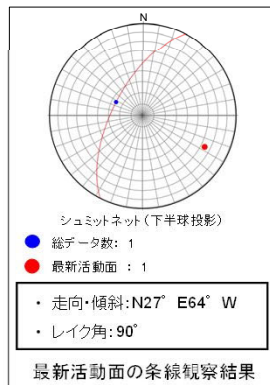 N
シュミットネット(下半球投影)
総データ数: 1
最新活動面 : 1
・ 走向・傾斜:N27° E64° W
・ レイク角:90°
最新活動面の条線観察結果